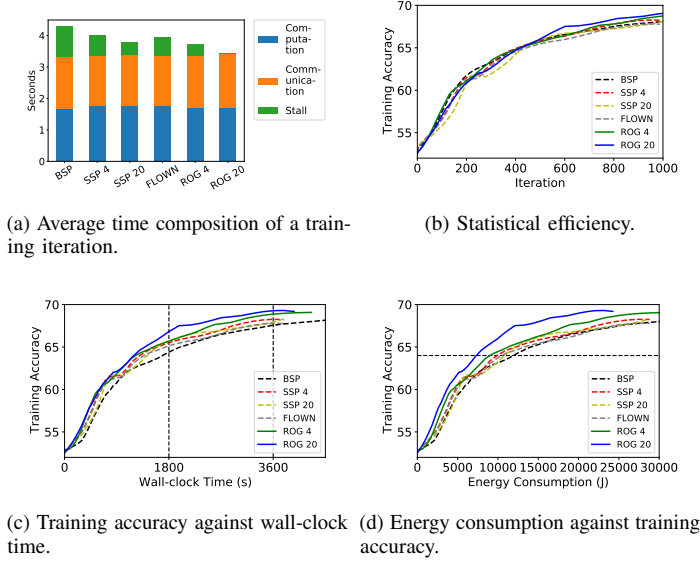 4
3
2
1
0
Seconds
BSP
SSP 4
SSP 20
FLOWN
ROG 4
ROG 20
Com-
puta-
tion
Comm-
unica-
tion
Stall
(a) Average time composition of a train-
ing iteration.
70
65
60
55
Training Accuracy
0 200 400 600 800 1000
Iteration
BSP
SSP 4
SSP 20
FLOWN
ROG 4
ROG 20
(b) Statistical efficiency.
70
65
60
55
Training Accuracy
0 1800 3600
Wall-clock Time (s)
BSP
SSP 4
SSP 20
FLOWN
ROG 4
ROG 20
(c) Training accuracy against wall-clock
time.
70
65
60
55
Training Accuracy
0 5000 10000 15000 20000 25000 30000
Energy Consumption (J)
BSP
SSP 4
SSP 20
FLOWN
ROG 4
ROG 20
(d) Energy consumption against training
accuracy.